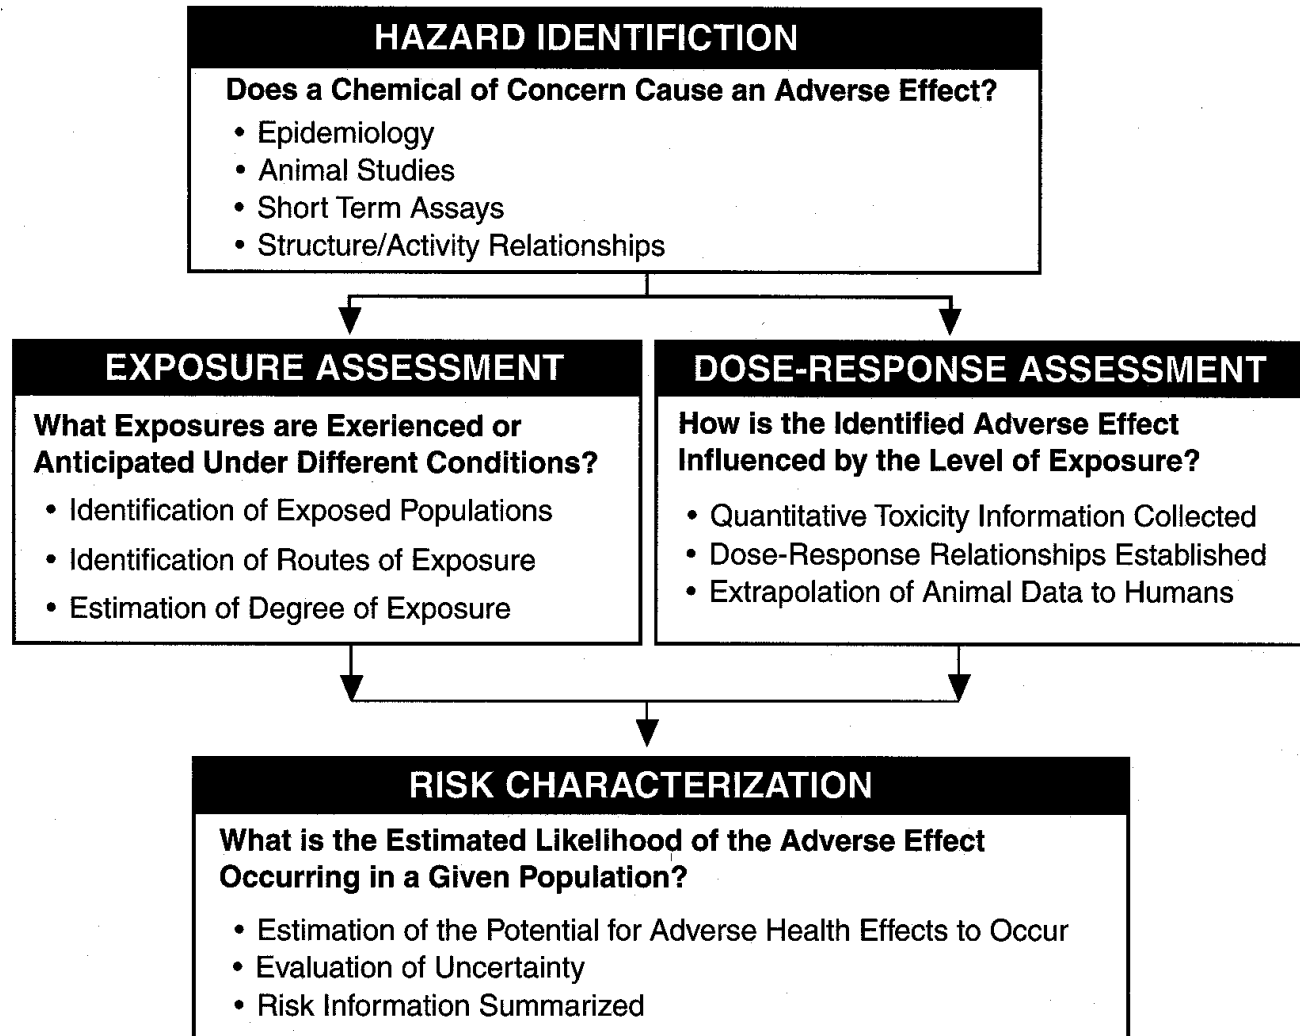 HAZARD IDENTIFICTION
Does a Chemical of Concern Cause an Adverse Effect?
• Epidemiology
• Animal Studies
• Short Term Assays
• Structure/Activity Relationships
EXPOSURE ASSESSMENT
What Exposures are Exerienced or
Anticipated Under Different Conditions?
• Identification of Exposed Populations
• Identification of Routes of Exposure
• Estimation of Degree of Exposure
DOSE-RESPONSE ASSESSMENT
How is the Identified Adverse Effect
Influenced by the Level of Exposure?
• Quantitative Toxicity Information Collected
• Dose-Response Relationships Established
• Extrapolation of Animal Data to Humans
RISK CHARACTERIZATION
What is the Estimated Likelihood of the Adverse Effect
Occurring in a Given Population?
• Estimation of the Potential for Adverse Health Effects to Occur
• Evaluation of Uncertainty
• Risk Information Summarized